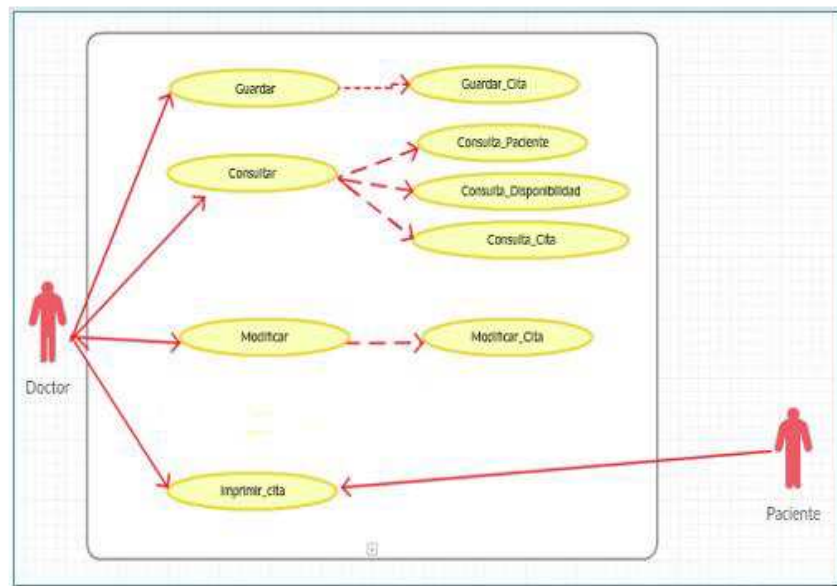 Guardar
Guardar_Cita
Consultar
Consulta_Paciente
Consulta_Disponibilidad
Consulta_Cita
Modificar
Modificar_Cita
Doctor
Imprimir_cita
Paciente